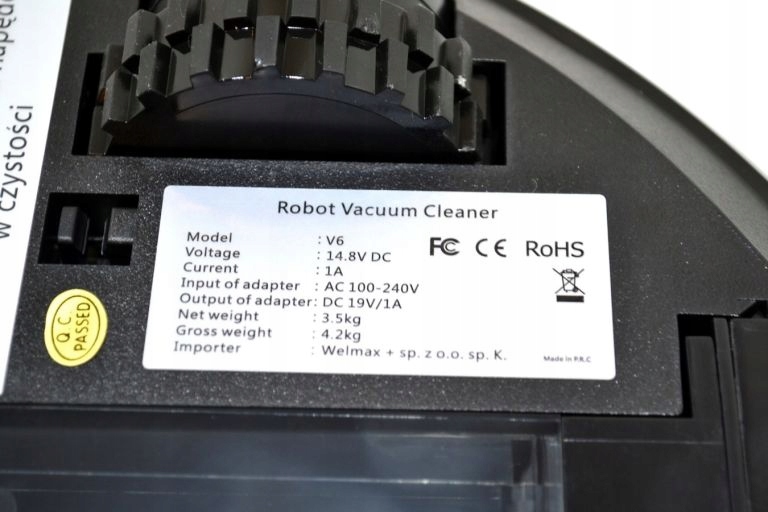 w czystości
Robot Vacuum Cleaner
Model : V6
Voltage : 14.8V DC
Current : 1A
Input of adapter : AC 100-240V
Output of adapter: DC 19V/1A
Net weight : 3.5kg
Gross weight : 4.2kg
Importer : Welmax + sp. z o.o. sp. K.
FC CE RoHS
Made in P.R.C
Q.C.
PASSED